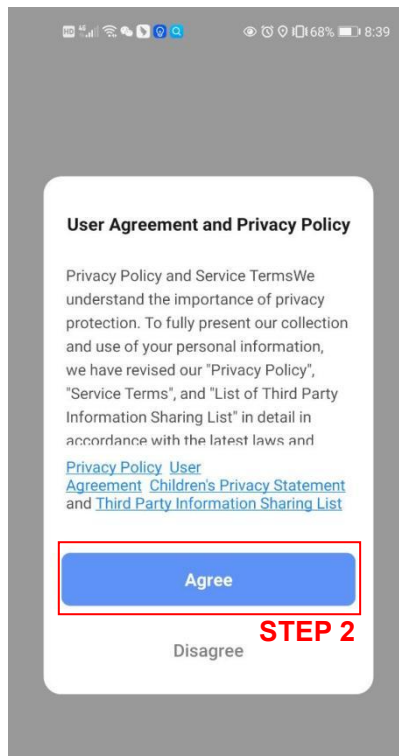 HD 4G 68% 8:39
User Agreement and Privacy Policy
Privacy Policy and Service TermsWe
understand the importance of privacy
protection. To fully present our collection
and use of your personal information,
we have revised our "Privacy Policy",
"Service Terms", and "List of Third Party
Information Sharing List" in detail in
accordance with the latest laws and
Privacy Policy User
Agreement Children's Privacy Statement
and Third Party Information Sharing List
Agree
STEP 2
Disagree